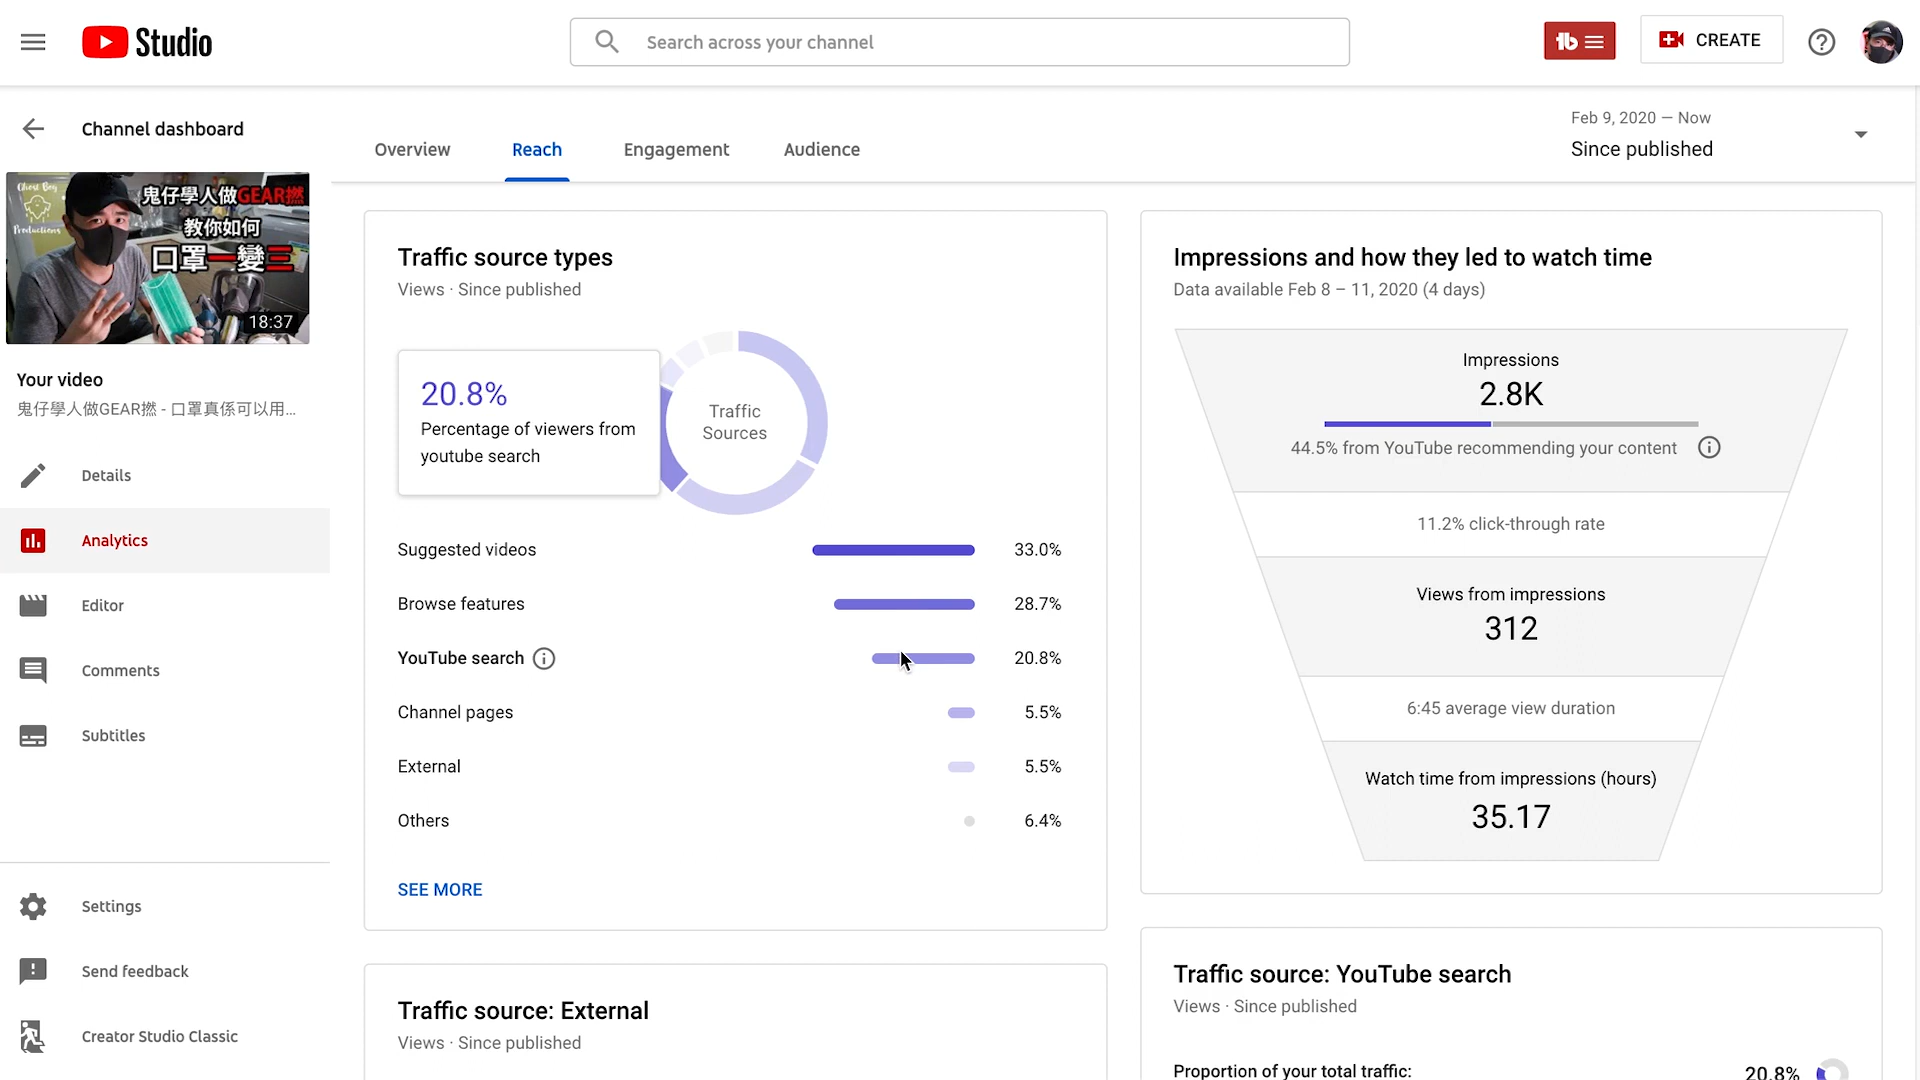 Studio
Search across your channel
CREATE
Channel dashboard
Ghost Boy
Productions
鬼仔學人做GEAR撚
教你如何
口罩一變三
18:37
Your video
鬼仔學人做GEAR撚 - 口罩真係可以用...
Details
Analytics
Editor
Comments
Subtitles
Settings
Send feedback
Creator Studio Classic
Overview
Reach
Engagement
Audience
Feb 9, 2020 – Now
Since published
Traffic source types
Views · Since published
20.8%
Percentage of viewers from
youtube search
Traffic
Sources
Suggested videos 33.0%
Browse features 28.7%
YouTube search 20.8%
Channel pages 5.5%
External 5.5%
Others 6.4%
SEE MORE
Impressions and how they led to watch time
Data available Feb 8 – 11, 2020 (4 days)
Impressions
2.8K
44.5% from YouTube recommending your content
11.2% click-through rate
Views from impressions
312
6:45 average view duration
Watch time from impressions (hours)
35.17
Traffic source: External
Views · Since published
Traffic source: YouTube search
Views · Since published
Proportion of your total traffic: 20.8%